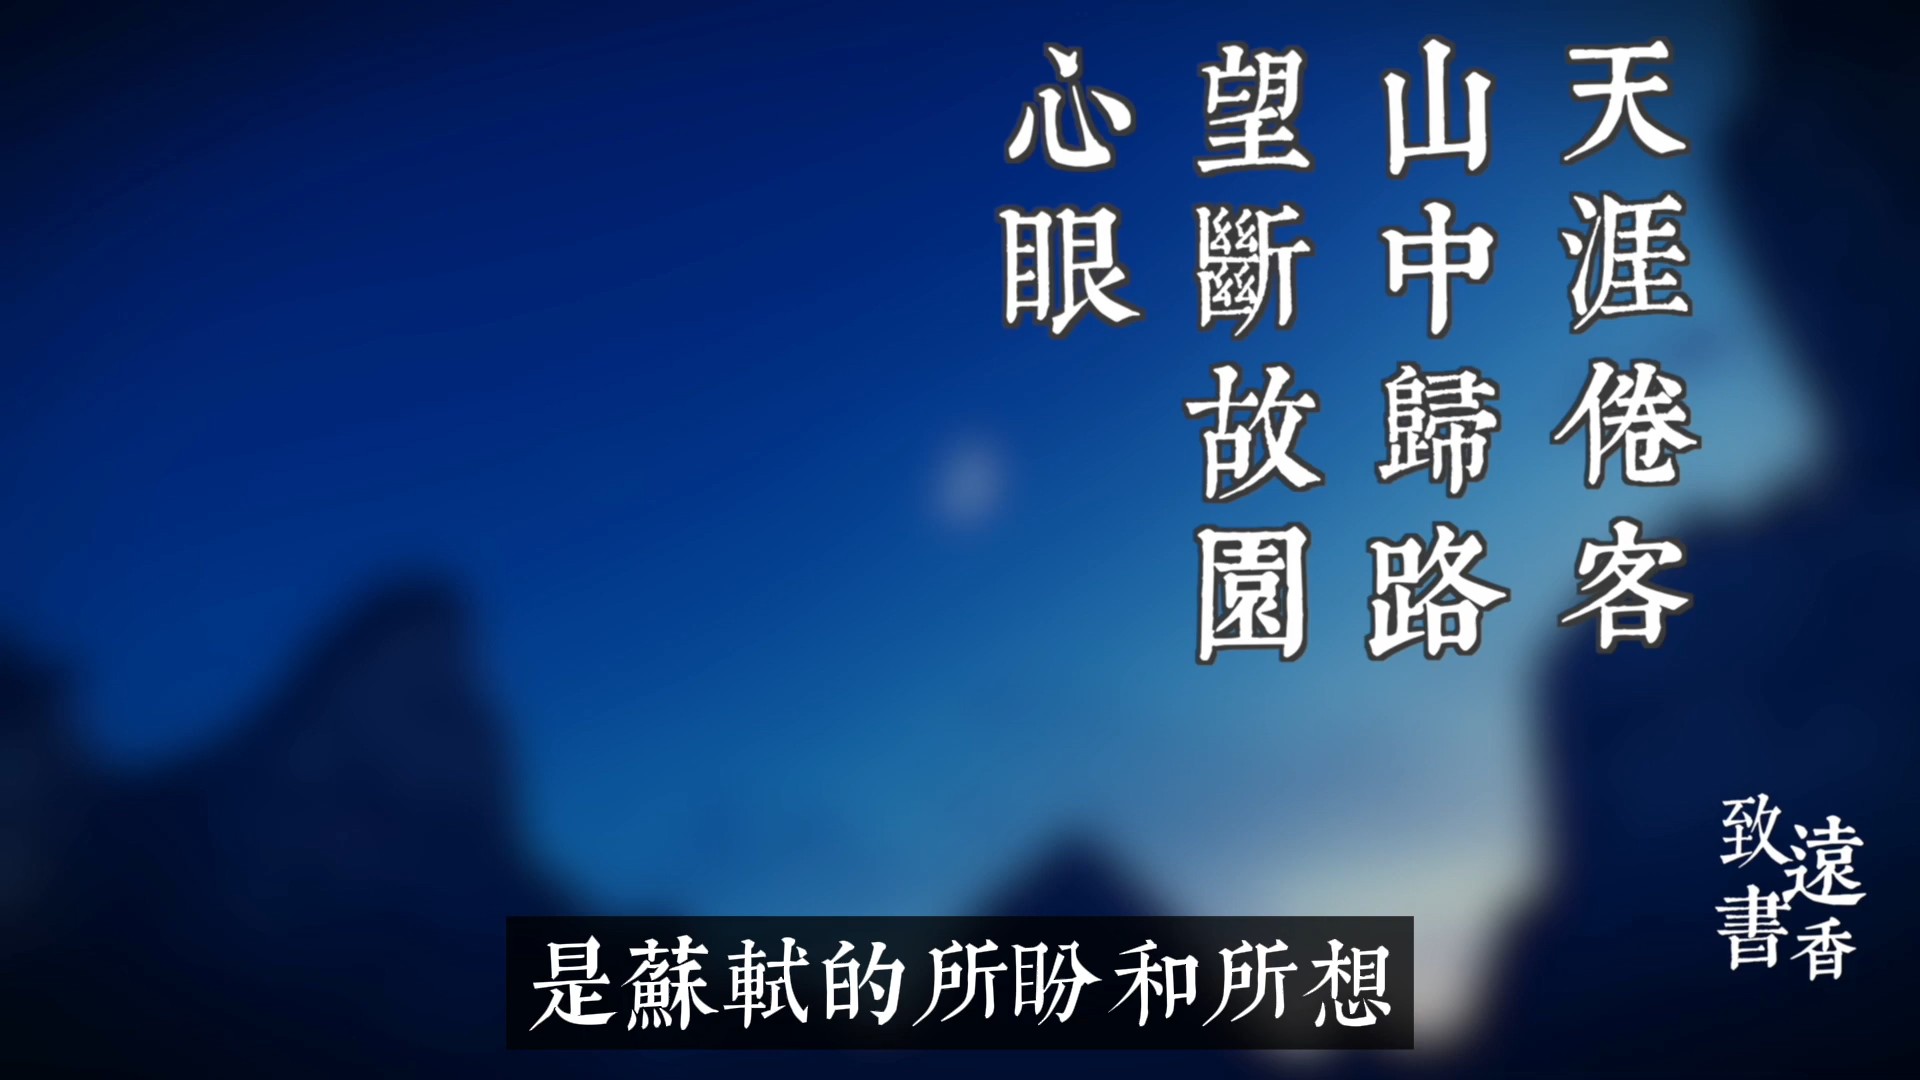 天涯倦客
山中歸路
望斷故園
心眼
遠香
致書
是蘇軾的所盼和所想